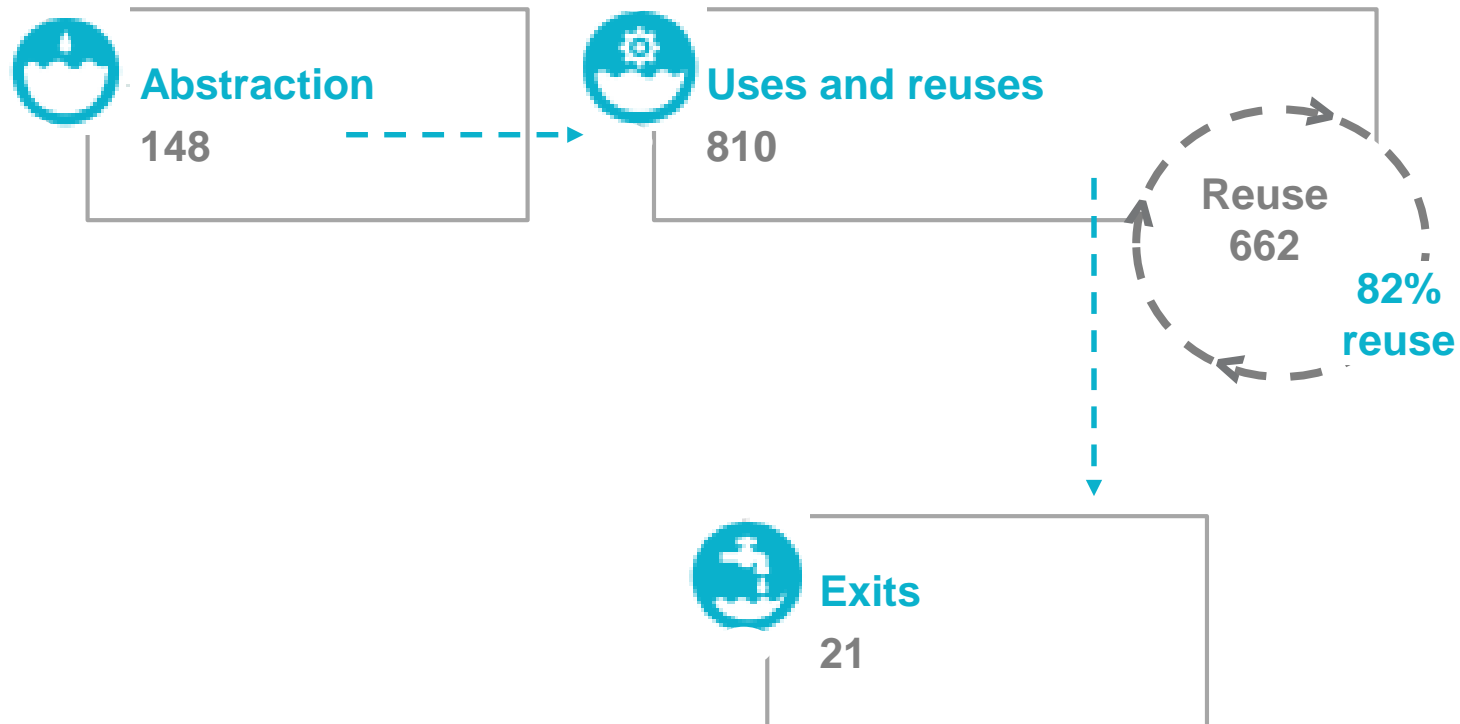 Abstraction
148
Uses and reuses
810
Reuse
662
82%
reuse
Exits
21